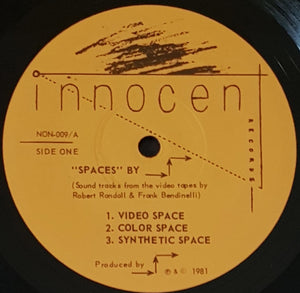 innocent
RECORDS
NON-009/A
SIDE ONE
"SPACES" BY
(Sound tracks from the video tapes by
Robert Randall & Frank Bendinelli)
1. VIDEO SPACE
2. COLOR SPACE
3. SYNTHETIC SPACE
Produced by
℗ & © 1981